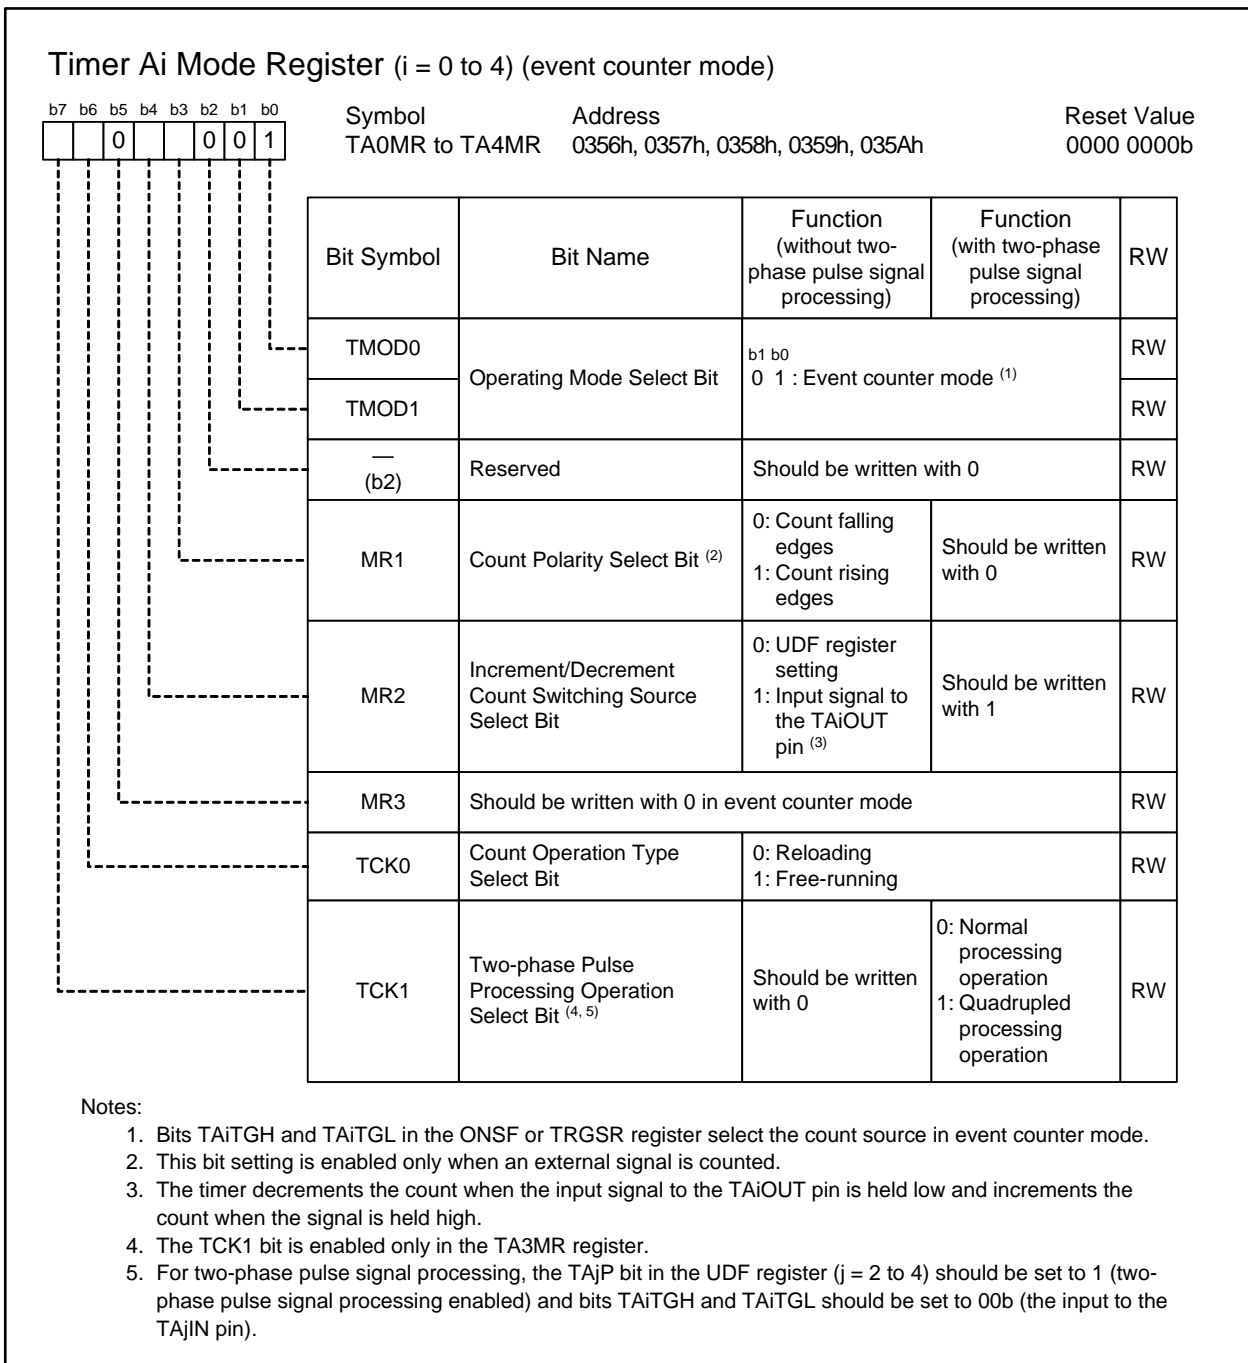 Timer Ai Mode Register (i = 0 to 4) (event counter mode)
b7 b6 b5 b4 b3 b2 b1 b0
0 0 0 1
Symbol Address Reset Value
TA0MR to TA4MR 0356h, 0357h, 0358h, 0359h, 035Ah 0000 0000b
Bit Symbol
Bit Name
Function
(without two-
phase pulse signal
processing)
Function
(with two-phase
pulse signal
processing)
RW
TMOD0
TMOD1
Operating Mode Select Bit
b1 b0
0 1 : Event counter mode (1)
RW
RW
—
(b2)
Reserved
Should be written with 0
RW
MR1
Count Polarity Select Bit (2)
0: Count falling
edges
1: Count rising
edges
Should be written
with 0
RW
MR2
Increment/Decrement
Count Switching Source
Select Bit
0: UDF register
setting
1: Input signal to
the TAiOUT
pin (3)
Should be written
with 1
RW
MR3
Should be written with 0 in event counter mode
RW
TCK0
Count Operation Type
Select Bit
0: Reloading
1: Free-running
RW
TCK1
Two-phase Pulse
Processing Operation
Select Bit (4, 5)
Should be written
with 0
0: Normal
processing
operation
1: Quadrupled
processing
operation
RW
Notes:
1. Bits TAiTGH and TAiTGL in the ONSF or TRGSR register select the count source in event counter mode.
2. This bit setting is enabled only when an external signal is counted.
3. The timer decrements the count when the input signal to the TAiOUT pin is held low and increments the
count when the signal is held high.
4. The TCK1 bit is enabled only in the TA3MR register.
5. For two-phase pulse signal processing, the TAjP bit in the UDF register (j = 2 to 4) should be set to 1 (two-
phase pulse signal processing enabled) and bits TAiTGH and TAiTGL should be set to 00b (the input to the
TAjIN pin).